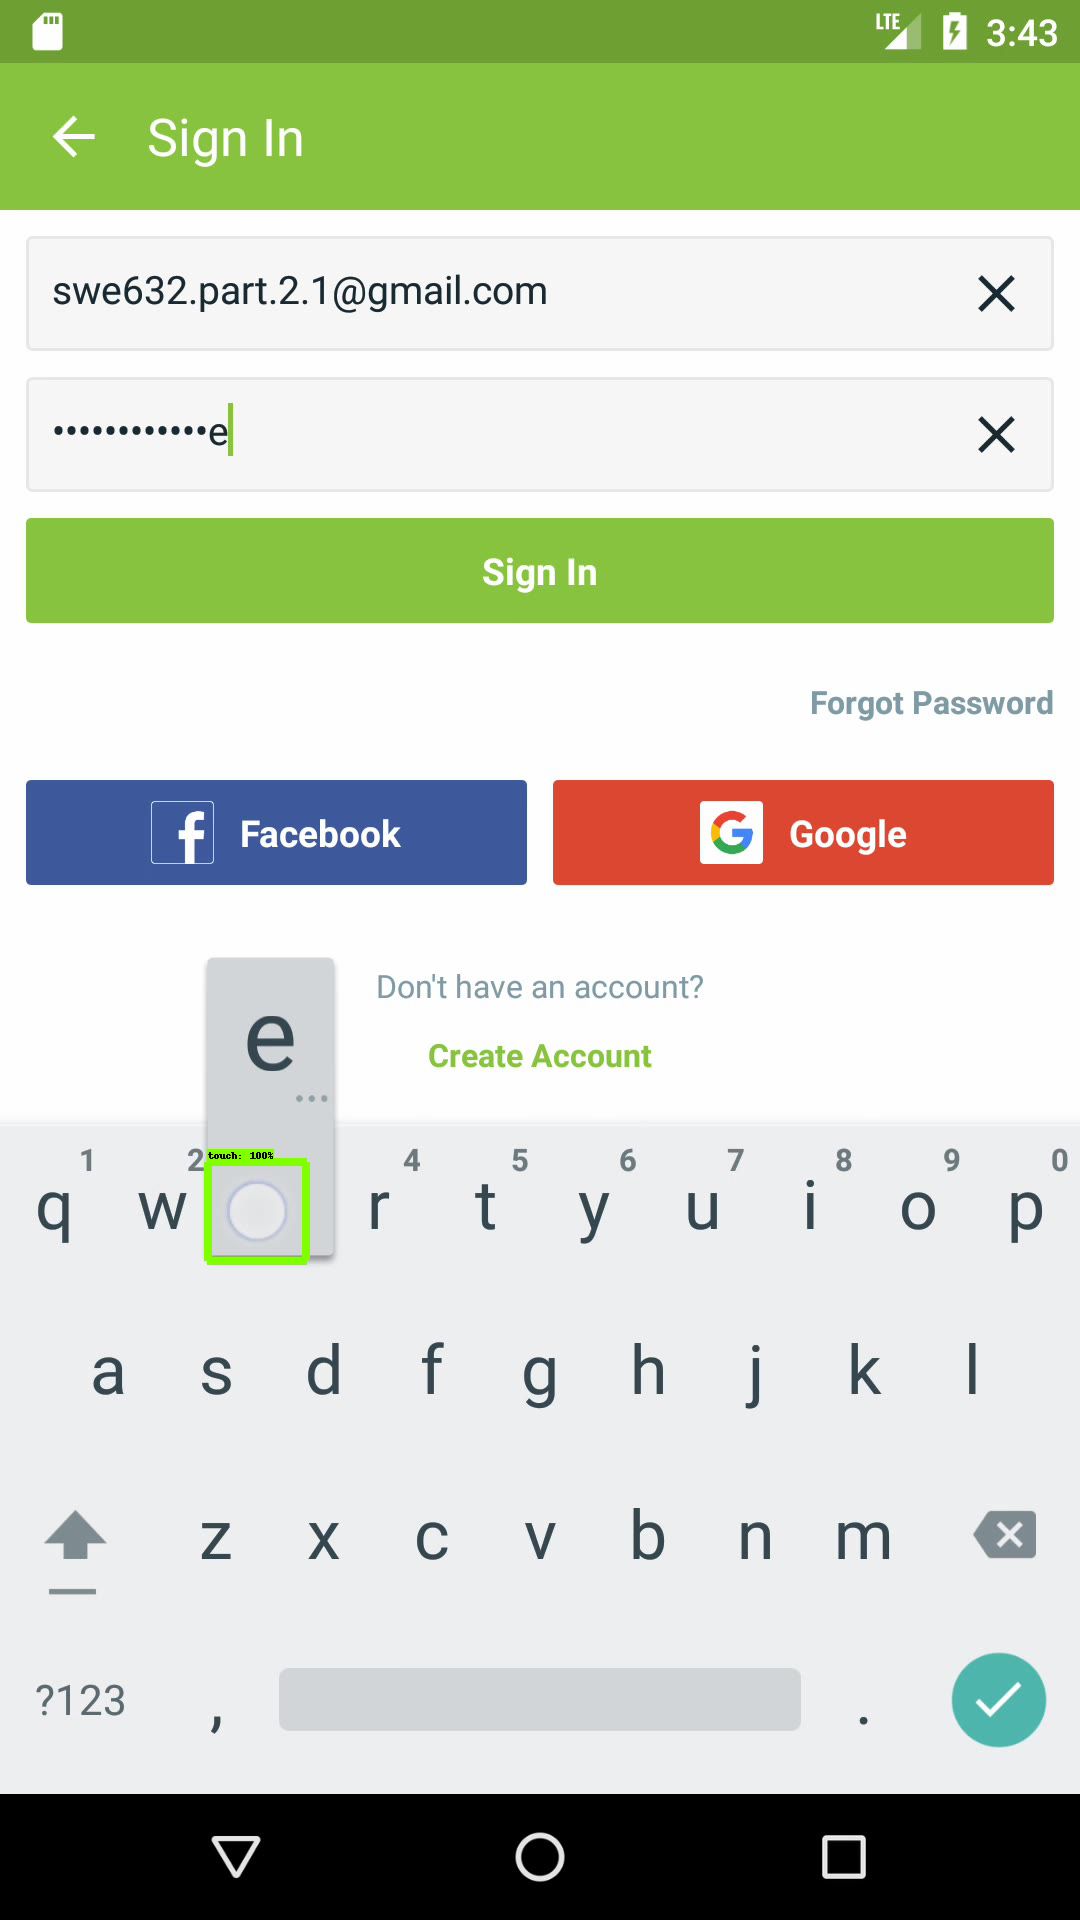 LTE 3:43
Sign In
swe632.part.2.1@gmail.com
••••••••••••e
Sign In
Forgot Password
Facebook
Google
Don't have an account?
Create Account
e
...
touch: 100%
1 2 4 5 6 7 8 9 0
q w r t y u i o p
a s d f g h j k l
z x c v b n m
?123 , .